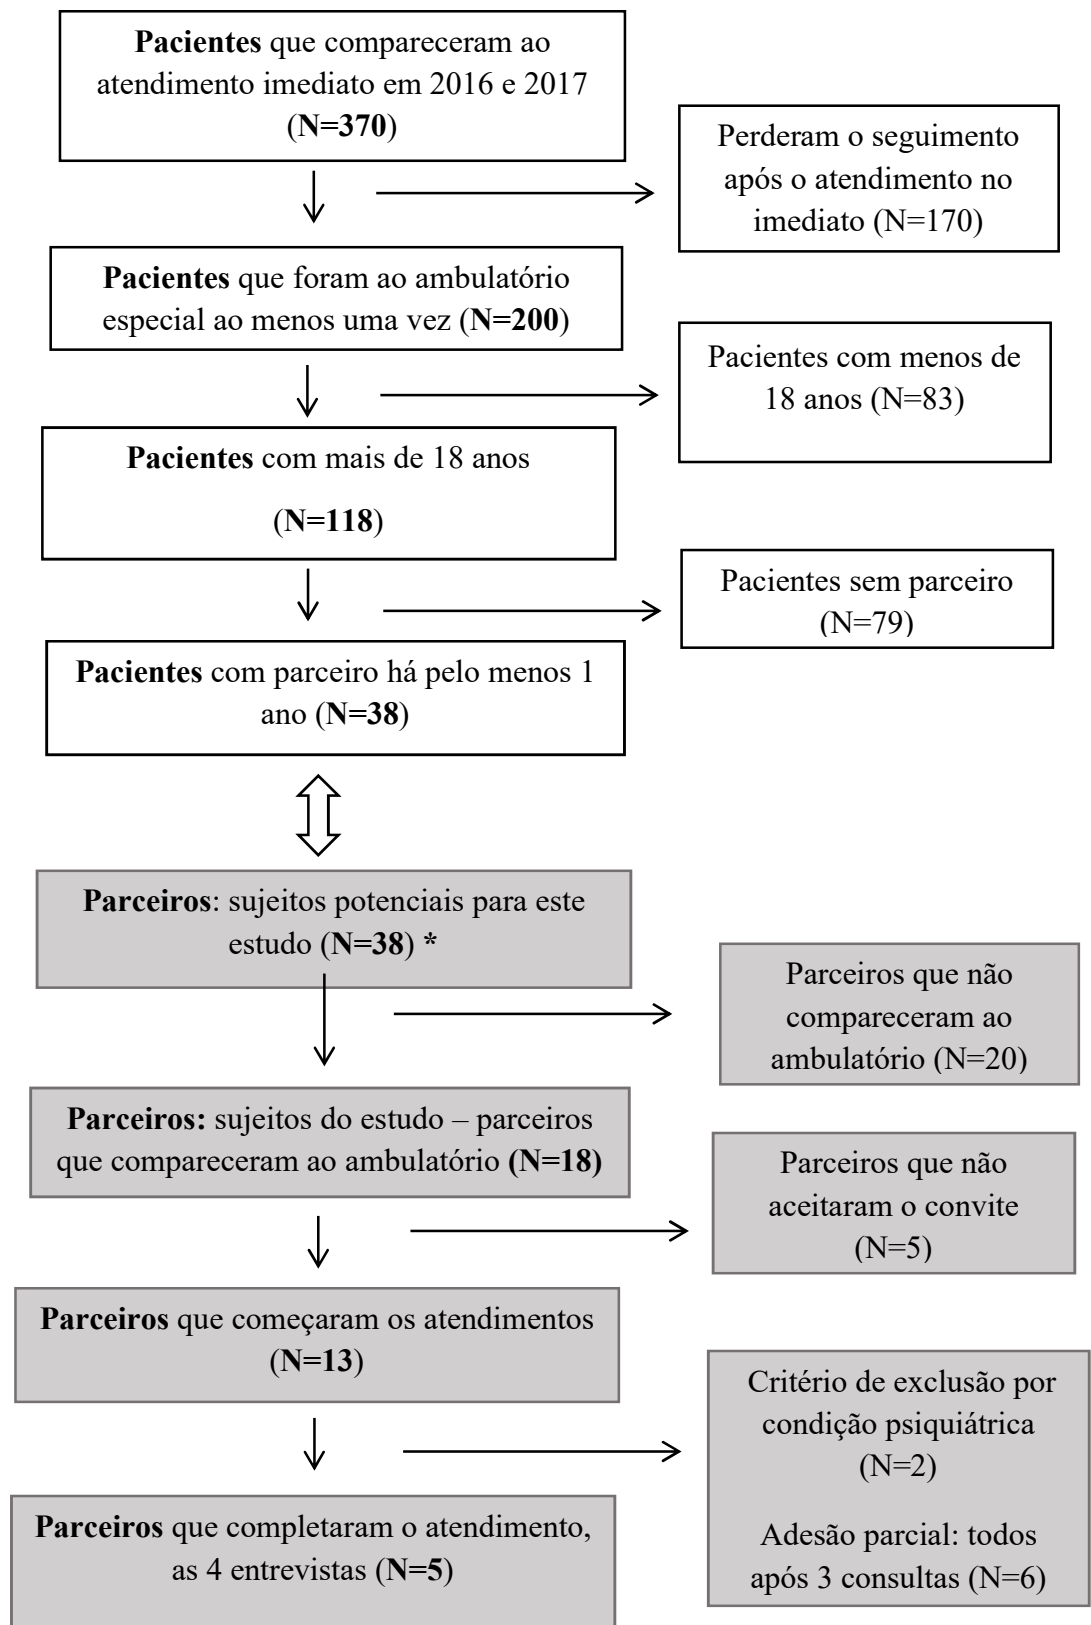 Pacientes que compareceram ao
atendimento imediato em 2016 e 2017
(N=370)
Perderam o seguimento
após o atendimento no
imediato (N=170)
Pacientes que foram ao ambulatório
especial ao menos uma vez (N=200)
Pacientes com menos de
18 anos (N=83)
Pacientes com mais de 18 anos
(N=118)
Pacientes sem parceiro
(N=79)
Pacientes com parceiro há pelo menos 1
ano (N=38)
Parceiros: sujeitos potenciais para este
estudo (N=38) *
Parceiros que não
compareceram ao
ambulatório (N=20)
Parceiros: sujeitos do estudo – parceiros
que compareceram ao ambulatório (N=18)
Parceiros que não
aceitaram o convite
(N=5)
Parceiros que começaram os atendimentos
(N=13)
Critério de exclusão por
condição psiquiátrica
(N=2)
Adesão parcial: todos
após 3 consultas (N=6)
Parceiros que completaram o atendimento,
as 4 entrevistas (N=5)